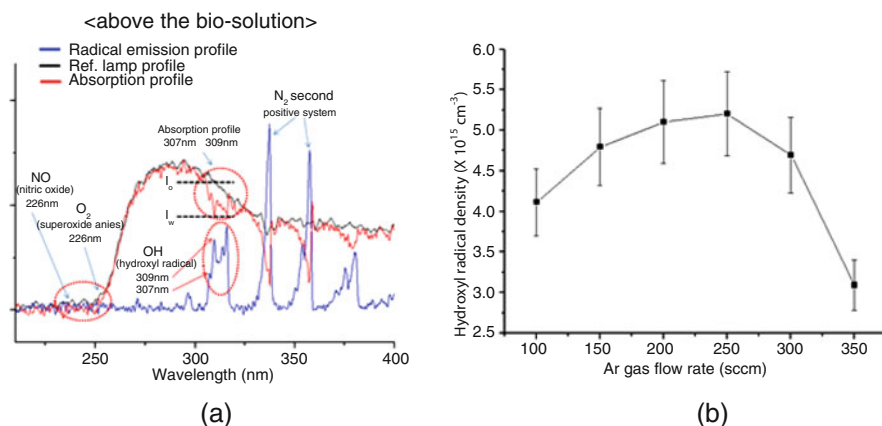 <above the bio-solution>
Radical emission profile
Ref. lamp profile
Absorption profile
N2 second
positive system
Absorption profile
307nm 309nm
Io
Iw
NO
(nitric oxide)
226nm
O2
(superoxide anies)
226nm
OH
(hydroxyl radical)
309nm
307nm
250 300 350 400
Wavelength (nm)
(a)
Hydroxyl radical density (X 10^15 cm^-3)
6.0
5.5
5.0
4.5
4.0
3.5
3.0
2.5
100 150 200 250 300 350
Ar gas flow rate (sccm)
(b)